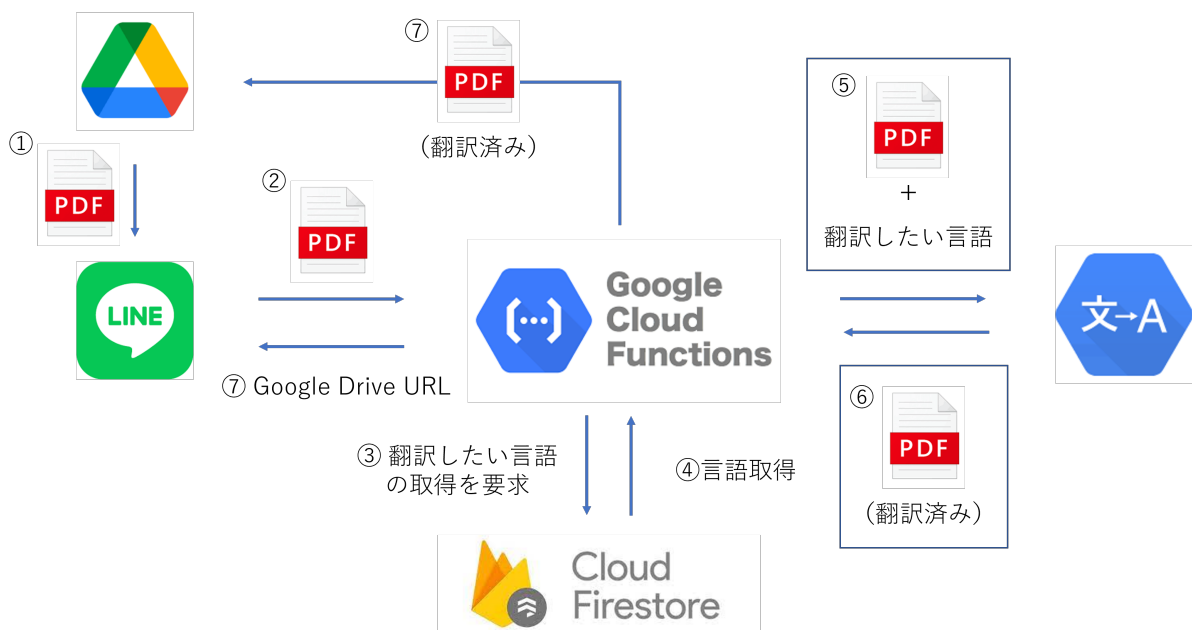 ⑦
PDF
(翻訳済み)
①
PDF
②
PDF
⑤
PDF
+
翻訳したい言語
LINE
Google
Cloud
Functions
文→A
⑦ Google Drive URL
③ 翻訳したい言語
の取得を要求
④言語取得
⑥
PDF
(翻訳済み)
Cloud
Firestore